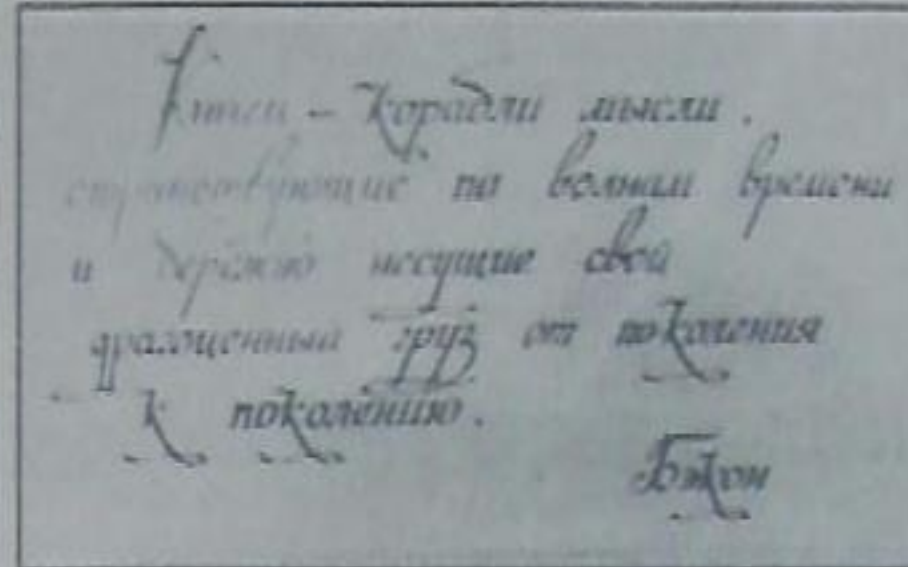 Книги – корабли мысли,
странствующие по волнам времени
и бережно несущие свой
драгоценный груз от поколения
к поколению.
Бэкон